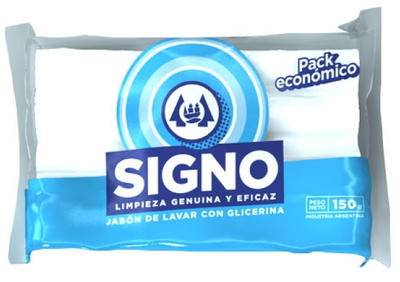 Pack
económico
SIGNO
LIMPIEZA GENUINA Y EFICAZ
JABÓN DE LAVAR CON GLICERINA
PESO
NETO
150g
INDUSTRIA ARGENTINA